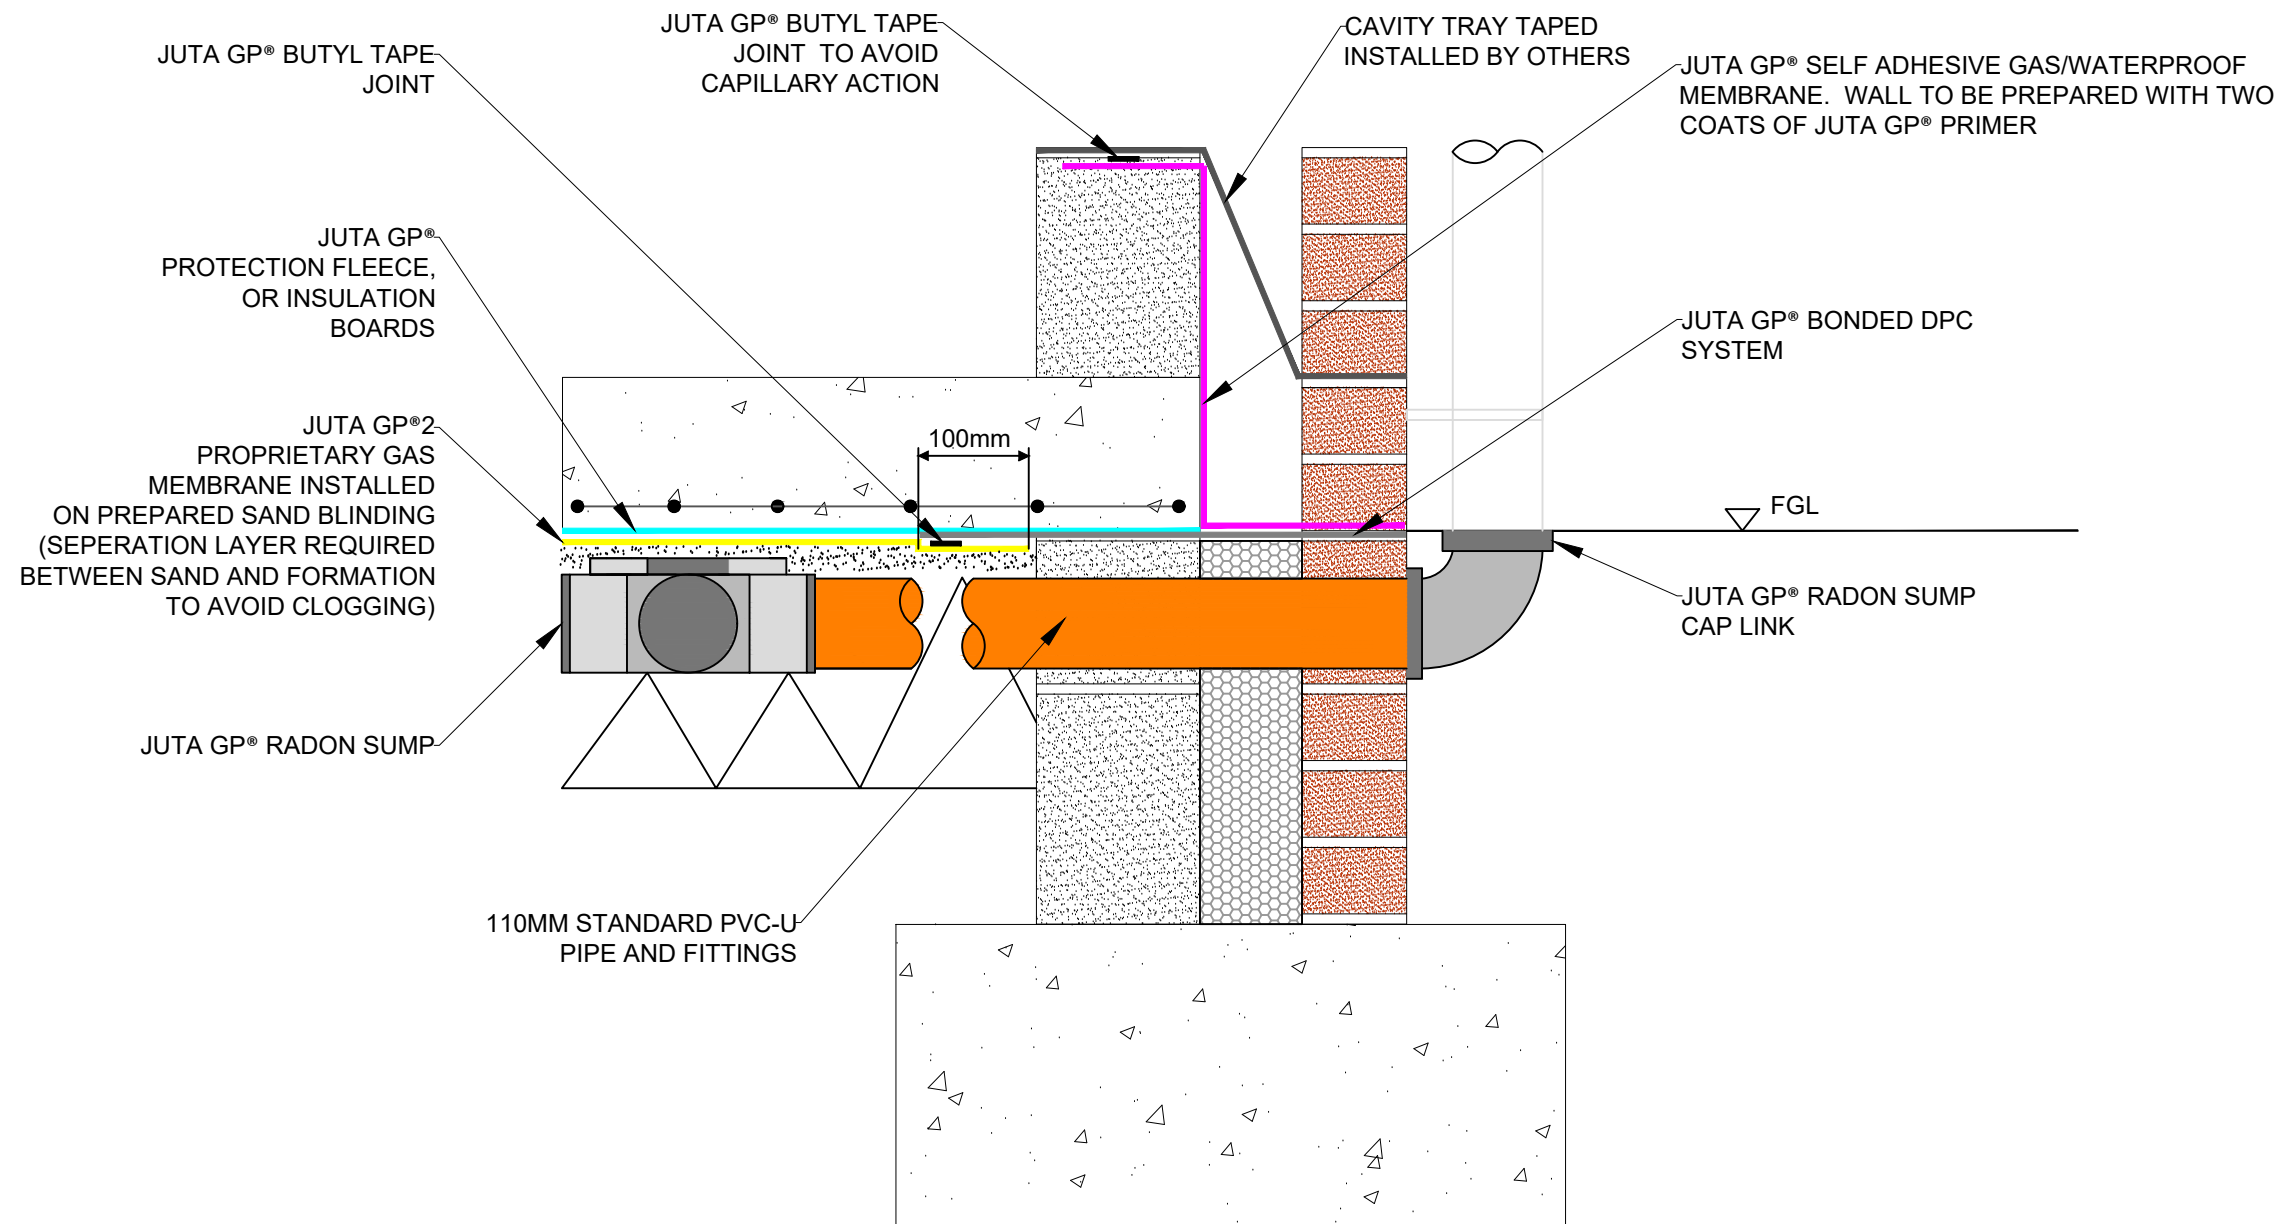 JUTA GP® BUTYL TAPE
JOINT
JUTA GP® BUTYL TAPE
JOINT TO AVOID
CAPILLARY ACTION
CAVITY TRAY TAPED
INSTALLED BY OTHERS
JUTA GP® SELF ADHESIVE GAS/WATERPROOF
MEMBRANE. WALL TO BE PREPARED WITH TWO
COATS OF JUTA GP® PRIMER
JUTA GP®
PROTECTION FLEECE,
OR INSULATION
BOARDS
JUTA GP® BONDED DPC
SYSTEM
JUTA GP®2
PROPRIETARY GAS
MEMBRANE INSTALLED
ON PREPARED SAND BLINDING
(SEPERATION LAYER REQUIRED
BETWEEN SAND AND FORMATION
TO AVOID CLOGGING)
100mm
FGL
JUTA GP® RADON SUMP
CAP LINK
JUTA GP® RADON SUMP
110MM STANDARD PVC-U
PIPE AND FITTINGS